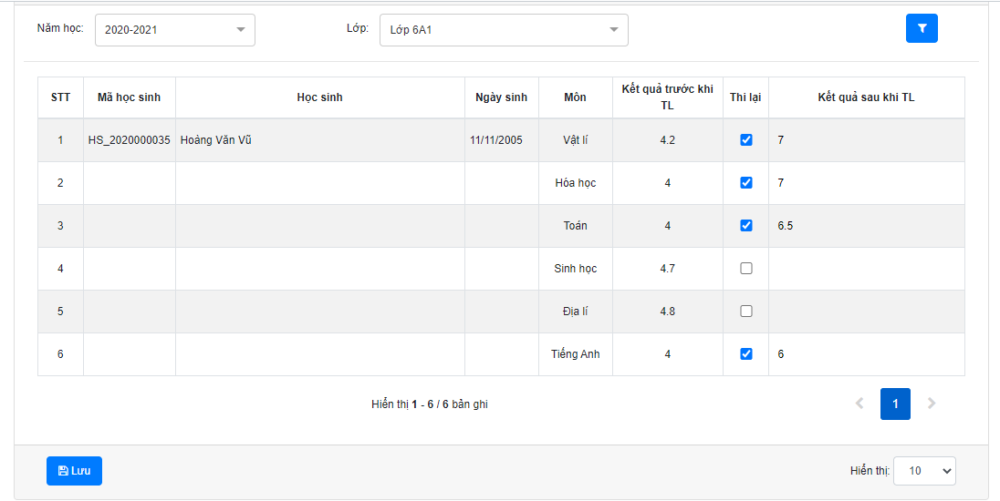 Năm học: 2020-2021 Lớp: Lớp 6A1
STT Mã học sinh Học sinh Ngày sinh Môn Kết quả trước khi TL Thi lại Kết quả sau khi TL
1 HS_2020000035 Hoàng Văn Vũ 11/11/2005 Vật lí 4.2 7
2 Hóa học 4 7
3 Toán 4 6.5
4 Sinh học 4.7
5 Địa lí 4.8
6 Tiếng Anh 4 6
Hiển thị 1 - 6 / 6 bản ghi 1
Lưu Hiển thị: 10